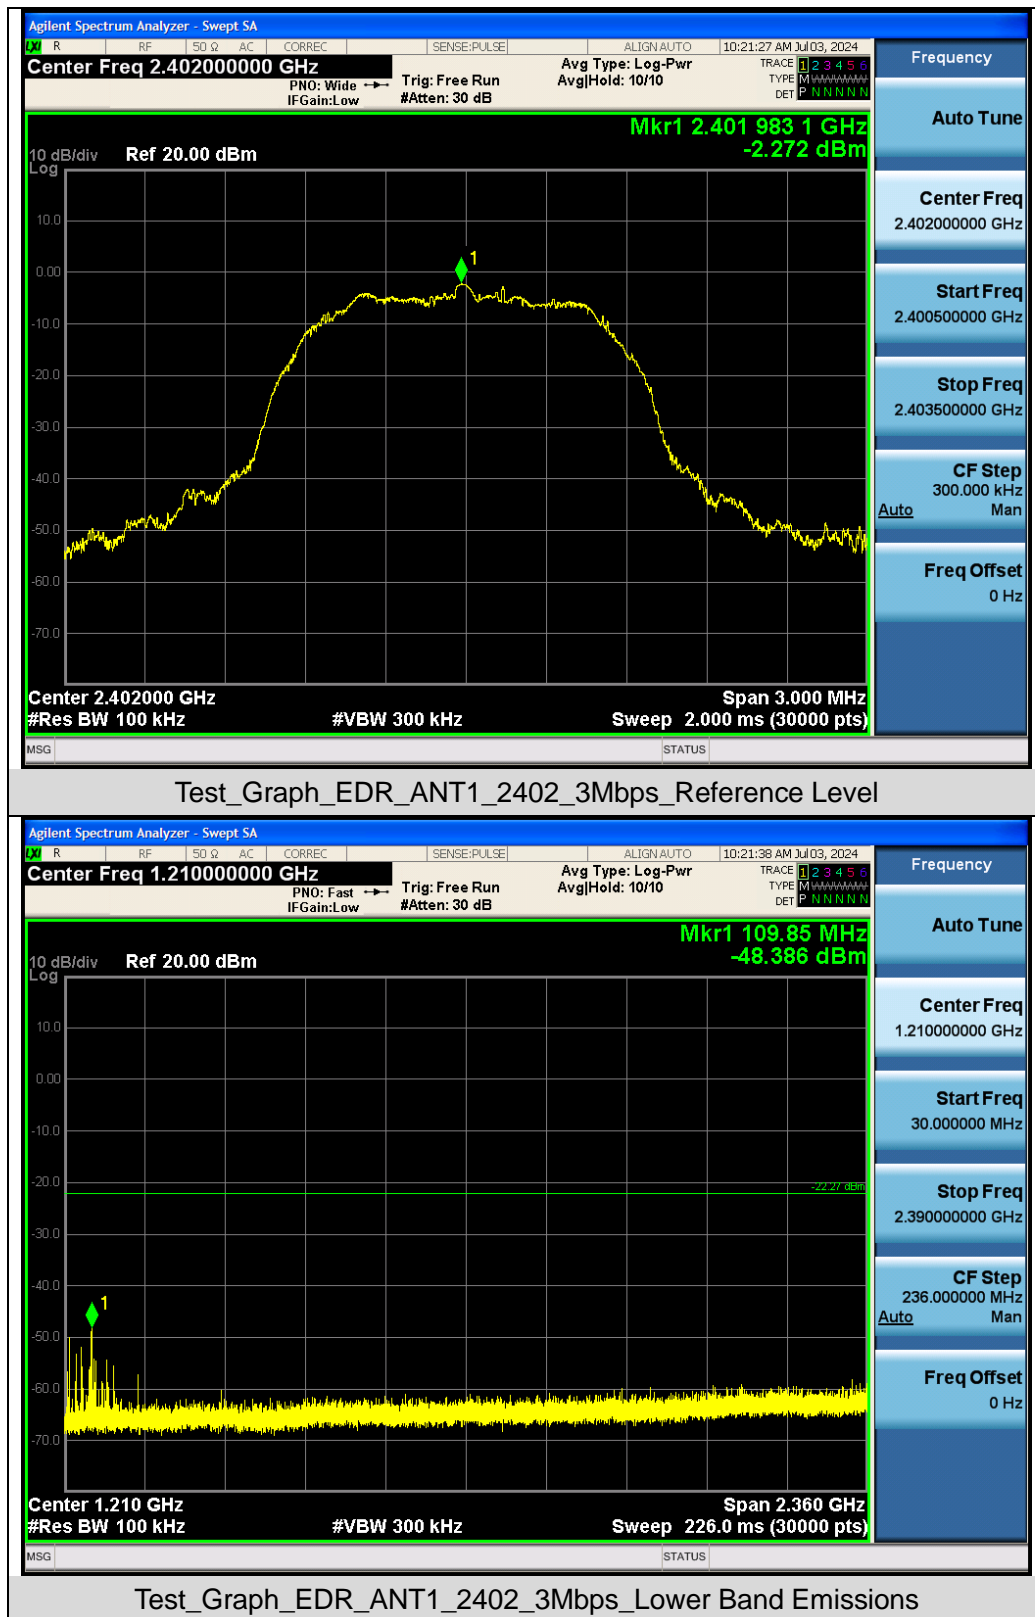 Agilent Spectrum Analyzer - Swept SA
LXI R RF 50 Ω AC CORREC SENSE:PULSE ALIGN AUTO 10:21:27 AM Jul 03, 2024
Center Freq 2.402000000 GHz
PNO: Wide
IFGain:Low
Trig: Free Run
#Atten: 30 dB
Avg Type: Log-Pwr
Avg|Hold: 10/10
TRACE 1 2 3 4 5 6
TYPE M
DET P N N N N N
Mkr1 2.401 983 1 GHz
-2.272 dBm
10 dB/div Ref 20.00 dBm
Log
10.0
0.00
-10.0
-20.0
-30.0
-40.0
-50.0
-60.0
-70.0
1
Center 2.402000 GHz Span 3.000 MHz
#Res BW 100 kHz #VBW 300 kHz Sweep 2.000 ms (30000 pts)
MSG STATUS
Frequency
Auto Tune
Center Freq
2.402000000 GHz
Start Freq
2.400500000 GHz
Stop Freq
2.403500000 GHz
CF Step
300.000 kHz
Auto Man
Freq Offset
0 Hz
Test_Graph_EDR_ANT1_2402_3Mbps_Reference Level
Agilent Spectrum Analyzer - Swept SA
LXI R RF 50 Ω AC CORREC SENSE:PULSE ALIGN AUTO 10:21:38 AM Jul 03, 2024
Center Freq 1.210000000 GHz
PNO: Fast
IFGain:Low
Trig: Free Run
#Atten: 30 dB
Avg Type: Log-Pwr
Avg|Hold: 10/10
TRACE 1 2 3 4 5 6
TYPE M
DET P N N N N N
Mkr1 109.85 MHz
-48.386 dBm
10 dB/div Ref 20.00 dBm
Log
10.0
0.00
-10.0
-20.0
-30.0
-40.0
-50.0
-60.0
-70.0
-22.27 dBm
1
Center 1.210 GHz Span 2.360 GHz
#Res BW 100 kHz #VBW 300 kHz Sweep 226.0 ms (30000 pts)
MSG STATUS
Frequency
Auto Tune
Center Freq
1.210000000 GHz
Start Freq
30.000000 MHz
Stop Freq
2.390000000 GHz
CF Step
236.000000 MHz
Auto Man
Freq Offset
0 Hz
Test_Graph_EDR_ANT1_2402_3Mbps_Lower Band Emissions